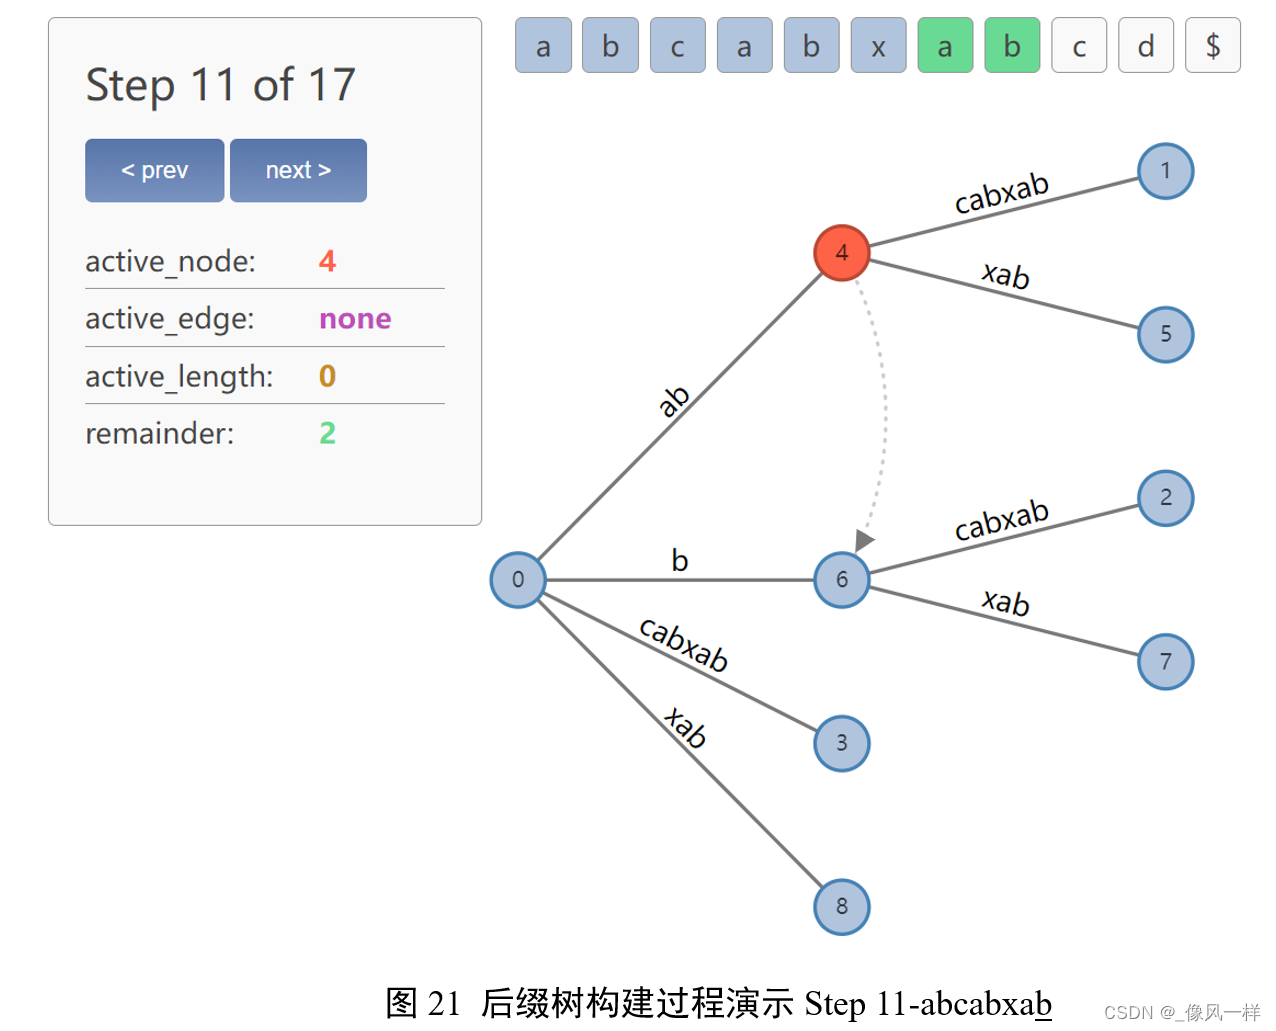 Step 11 of 17
< prev
next >
active_node: 4
active_edge: none
active_length: 0
remainder: 2
a b c a b x a b c d $
1
cabxab
4
xab
5
ab
2
cabxab
0
b
6
xab
7
cabxab
3
xab
8
图 21 后缀树构建过程演示 Step 11-abcabxab
CSDN @_像风一样